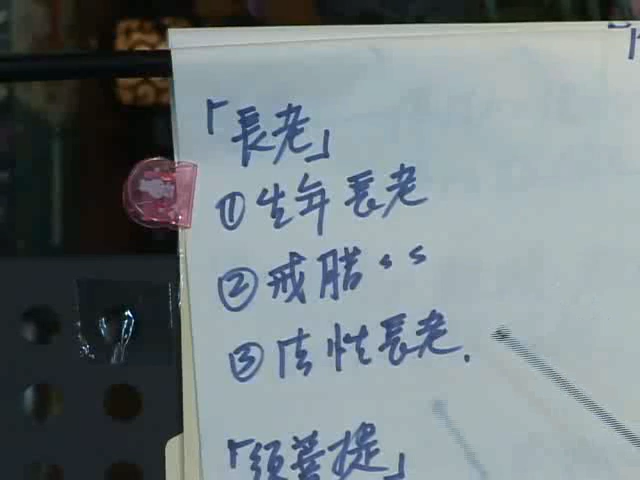 「長老」
①生年長老
②戒腊〃
③法性長老.
「須菩提」